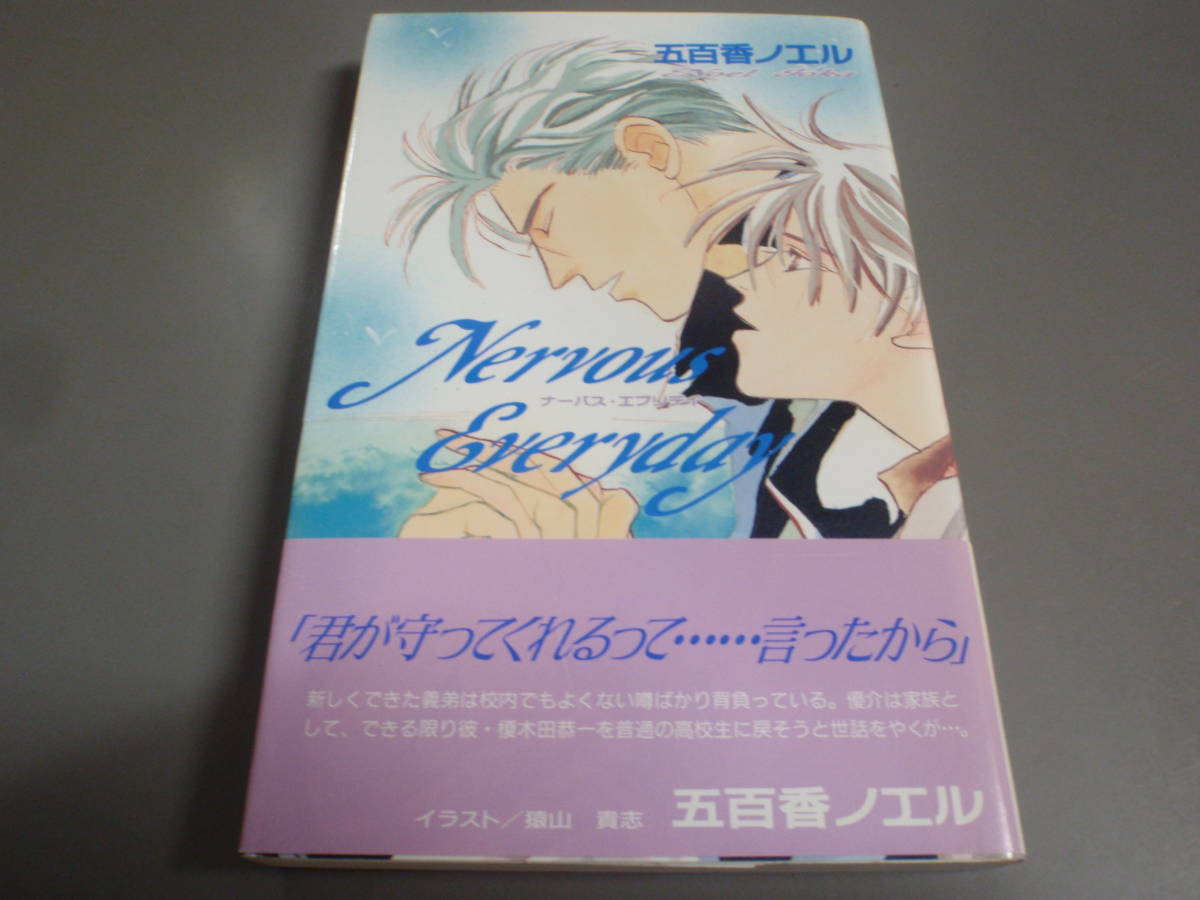 五百香ノエル
Noel Ioka
Nervous
ナーバス・エブリディ
Everyday
「君が守ってくれるって……言ったから」
新しくできた義弟は校内でもよくない噂ばかり背負っている。優介は家族と
して、できる限り彼・榎木田恭一を普通の高校生に戻そうと世話をやくが…。
イラスト／猿山 貴志 五百香ノエル